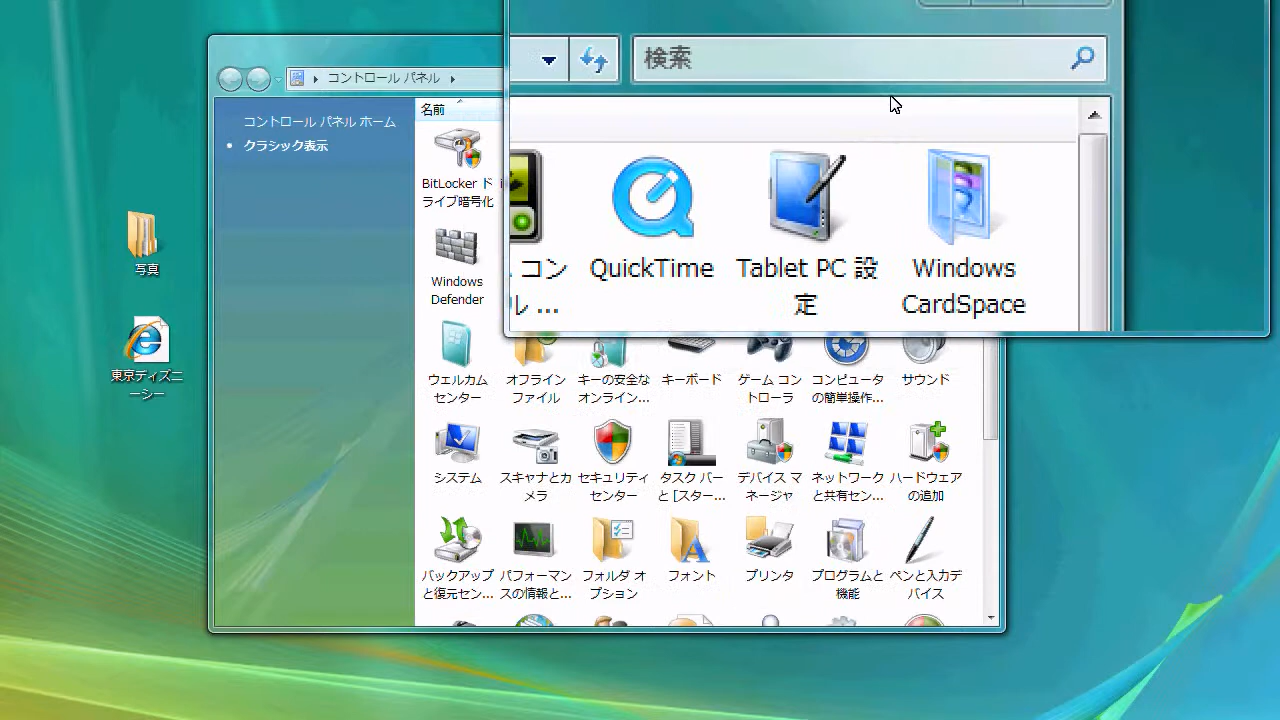 検索
コントロール パネル
コントロール パネル ホーム
クラシック表示
名前
BitLocker ド
ライブ暗号化
コン
QuickTime
Tablet PC 設
定
Windows
CardSpace
Windows
Defender
写真
東京ディズニ
ーシー
ウェルカム
センター
オフライン
ファイル
キーの安全な
オンライン...
キーボード
ゲーム コン
トローラ
コンピュータ
の簡単操作...
サウンド
システム
スキャナとカ
メラ
セキュリティ
センター
タスク バー
と [スター...
デバイス マ
ネージャ
ネットワーク
と共有セン...
ハードウェア
の追加
バックアップ
と復元セン...
パフォーマン
スの情報と...
フォルダ オ
プション
フォント
プリンタ
プログラムと
機能
ペンと入力デ
バイス